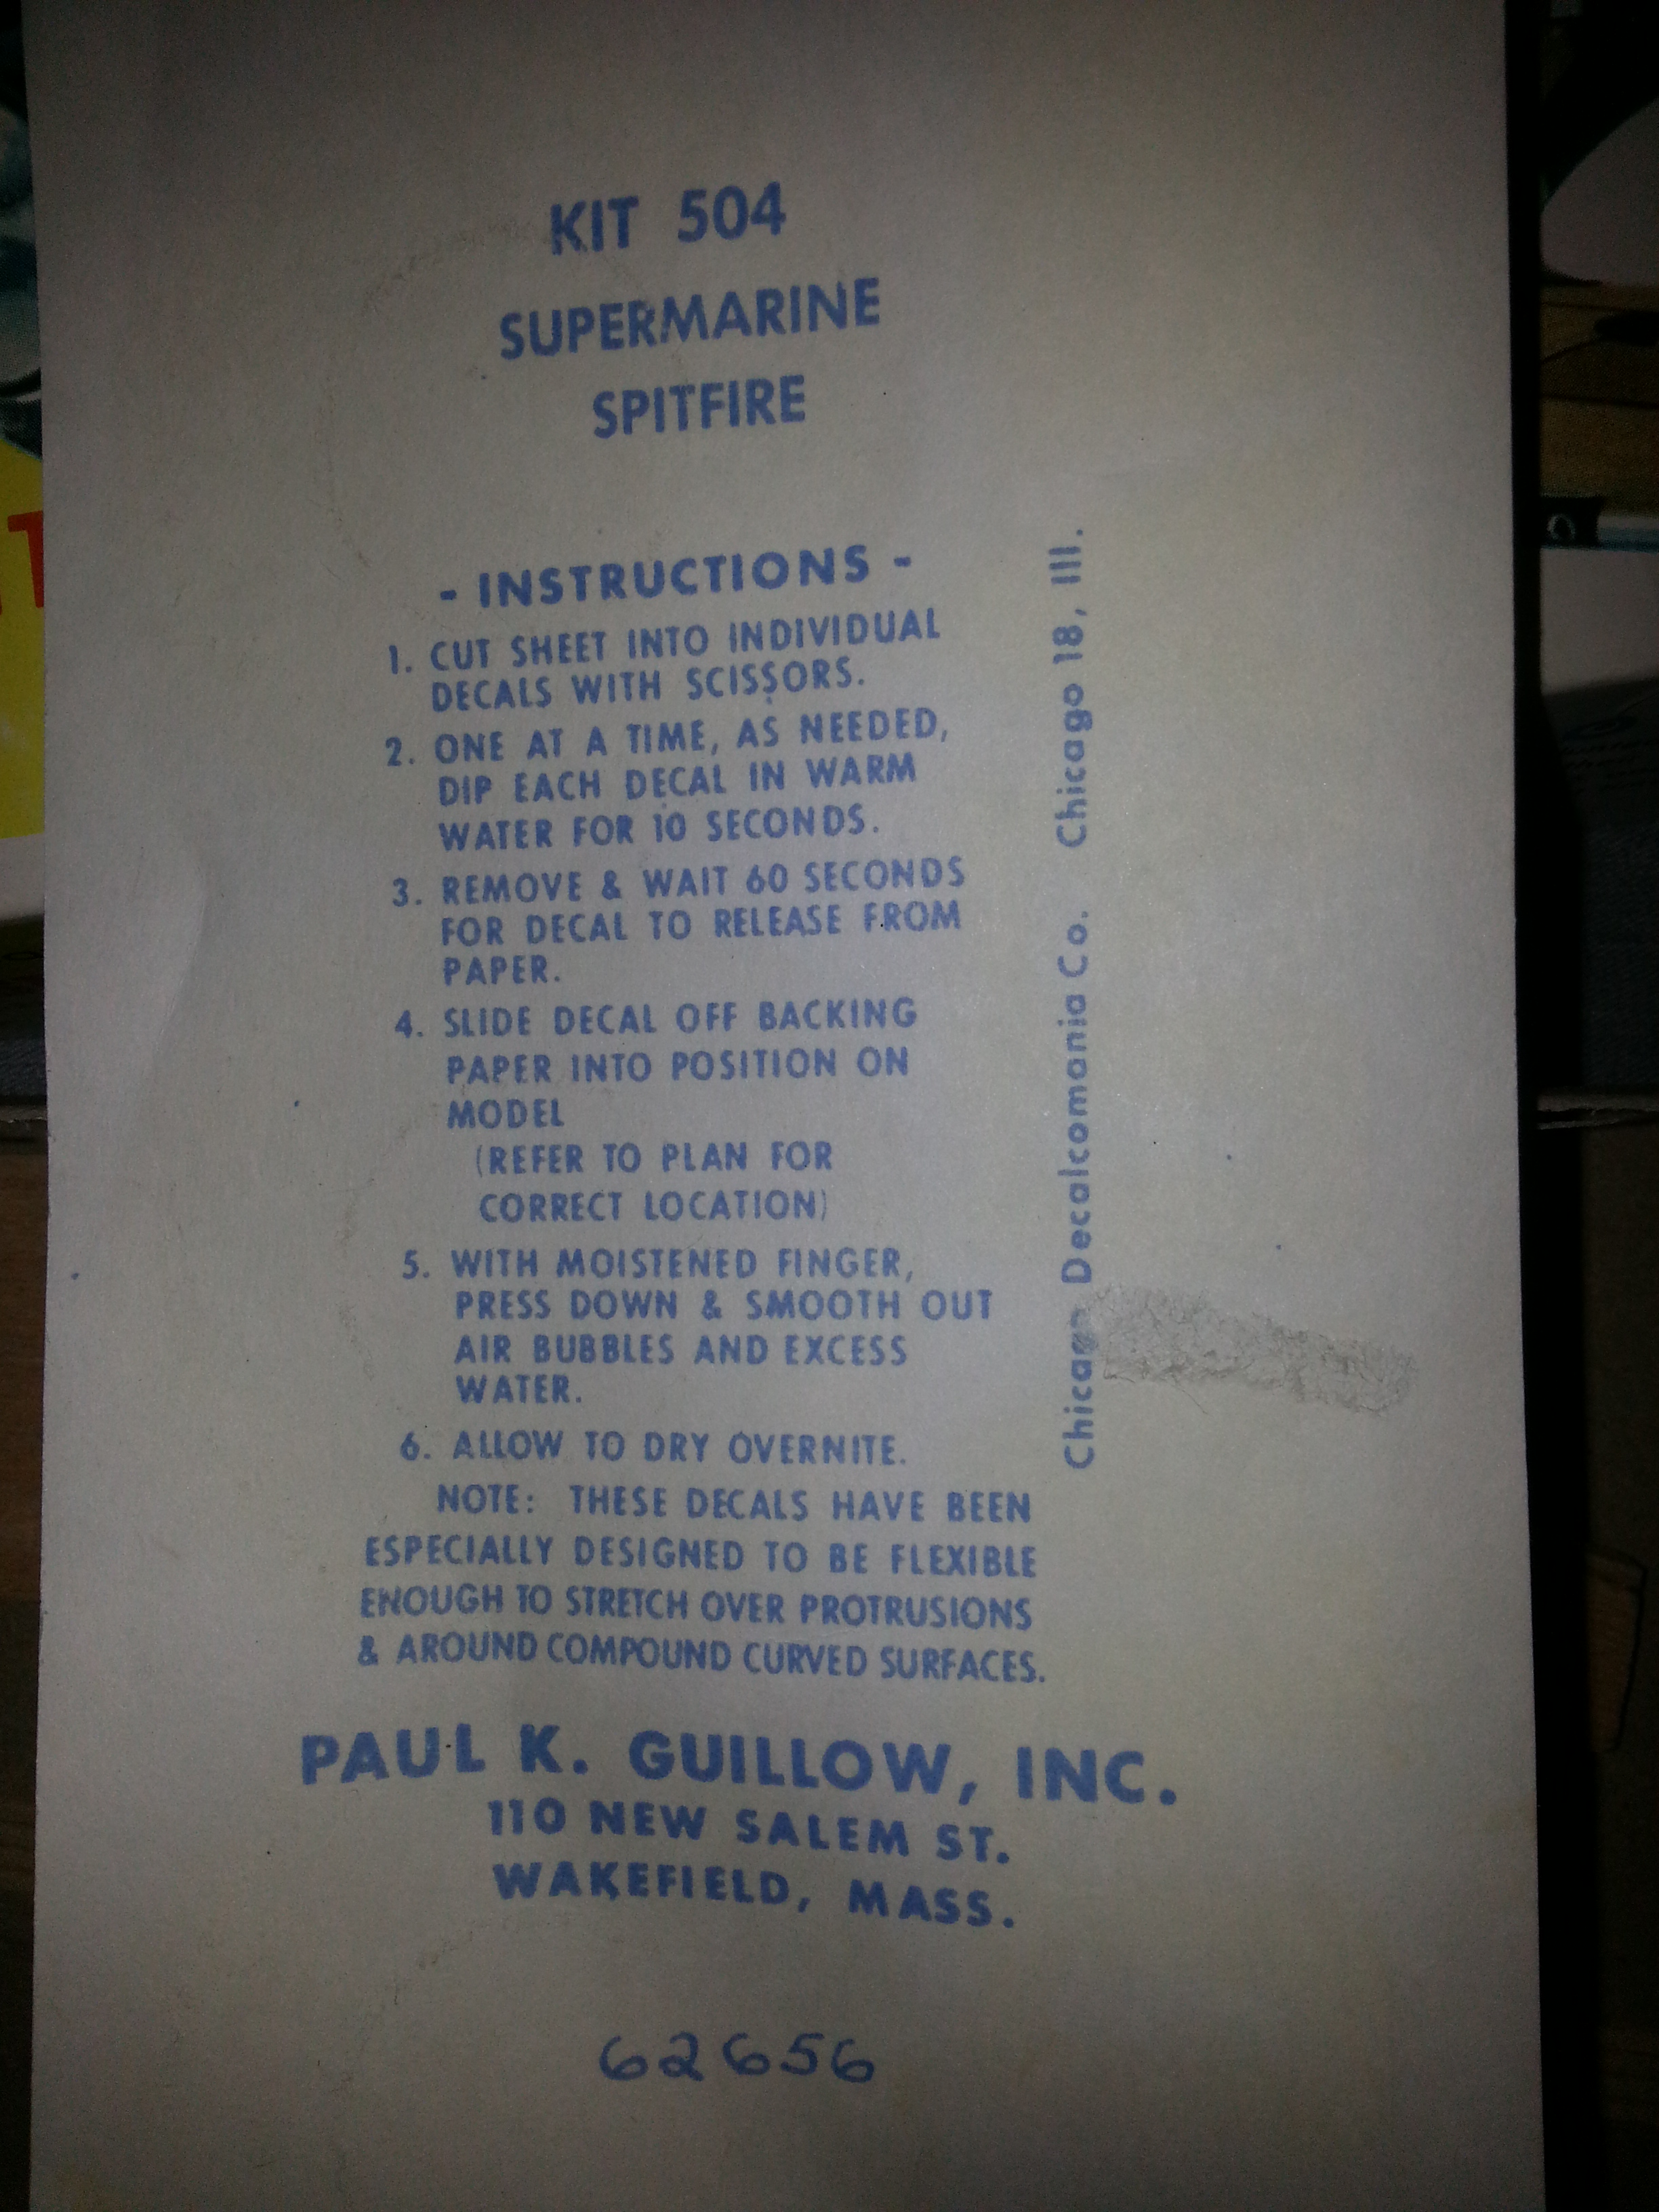 KIT 504
SUPERMARINE
SPITFIRE
- INSTRUCTIONS -
1. CUT SHEET INTO INDIVIDUAL
DECALS WITH SCISSORS.
2. ONE AT A TIME, AS NEEDED,
DIP EACH DECAL IN WARM
WATER FOR 10 SECONDS.
3. REMOVE & WAIT 60 SECONDS
FOR DECAL TO RELEASE FROM
PAPER.
4. SLIDE DECAL OFF BACKING
PAPER INTO POSITION ON
MODEL
(REFER TO PLAN FOR
CORRECT LOCATION)
5. WITH MOISTENED FINGER,
PRESS DOWN & SMOOTH OUT
AIR BUBBLES AND EXCESS
WATER.
6. ALLOW TO DRY OVERNITE.
NOTE: THESE DECALS HAVE BEEN
ESPECIALLY DESIGNED TO BE FLEXIBLE
ENOUGH TO STRETCH OVER PROTRUSIONS
& AROUND COMPOUND CURVED SURFACES.
Chicago Decalcomania Co. Chicago 18, Ill.
PAUL K. GUILLOW, INC.
110 NEW SALEM ST.
WAKEFIELD, MASS.
62656